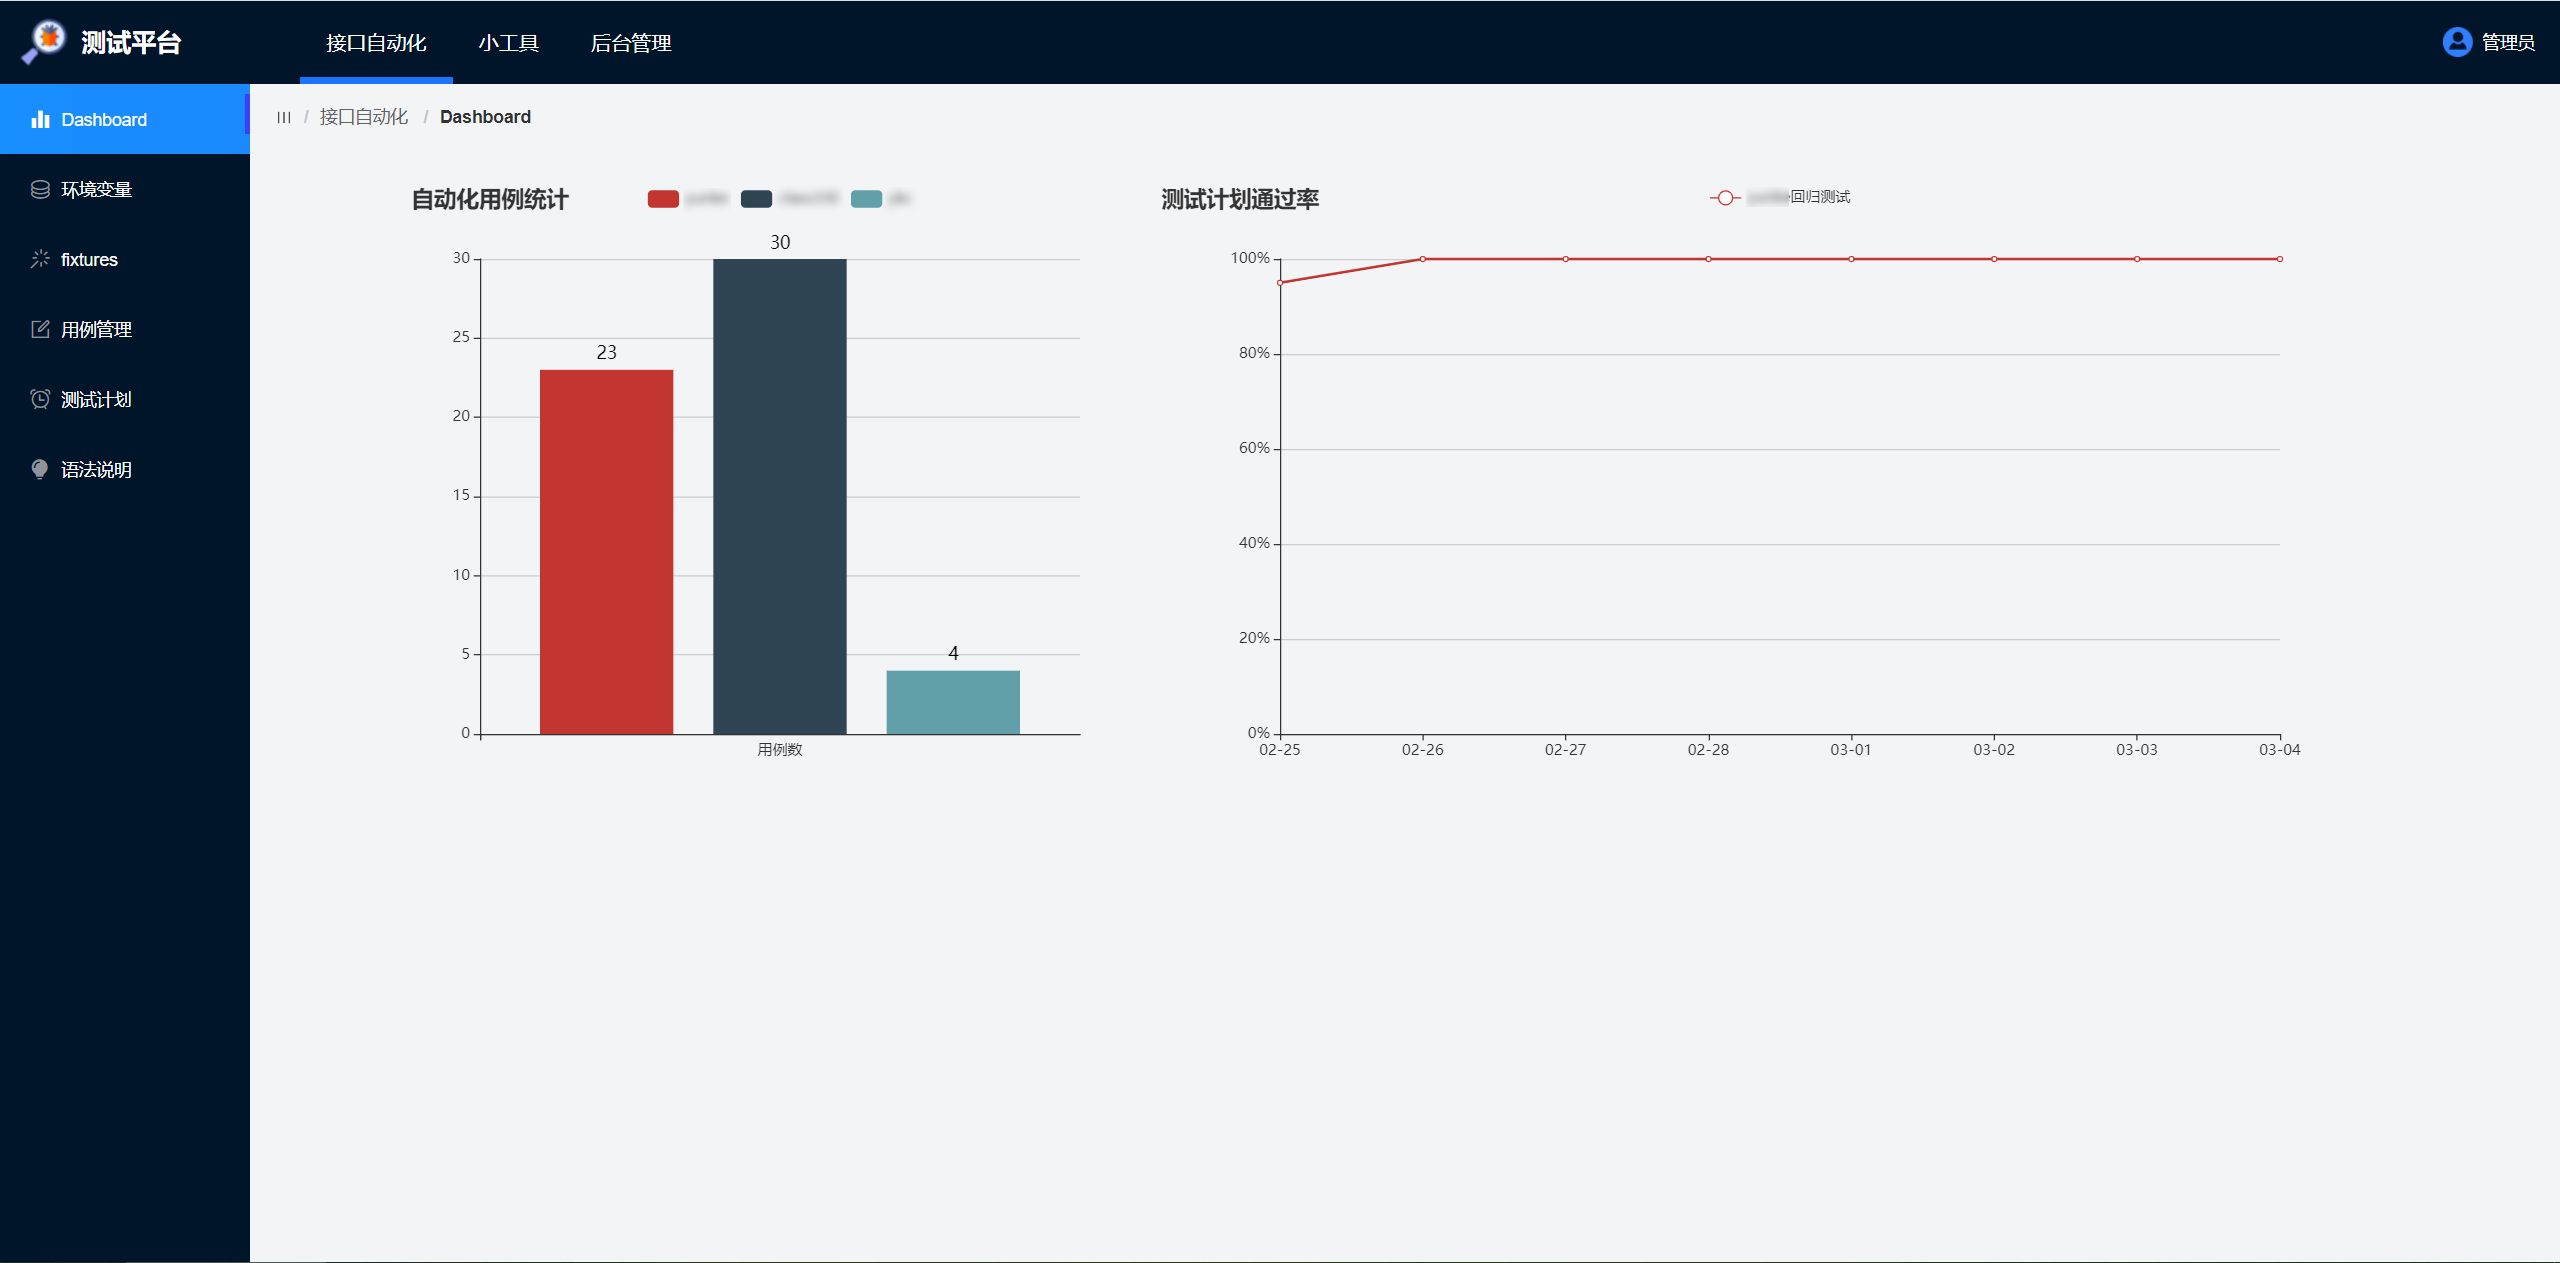 测试平台
接口自动化 小工具 后台管理
管理员
Dashboard
环境变量
fixtures
用例管理
测试计划
语法说明
/ 接口自动化 / Dashboard
自动化用例统计
30
25
20
15
10
5
0
23
30
4
用例数
测试计划通过率
回归测试
100%
80%
60%
40%
20%
0%
02-25 02-26 02-27 02-28 03-01 03-02 03-03 03-04